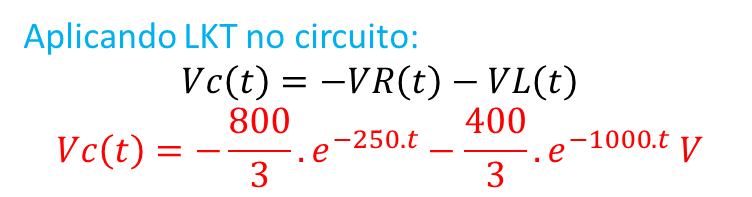 Aplicando LKT no circuito:
Vc(t) = −VR(t) − VL(t)
Vc(t) = − 800/3 . e^−250.t − 400/3 . e^−1000.t V